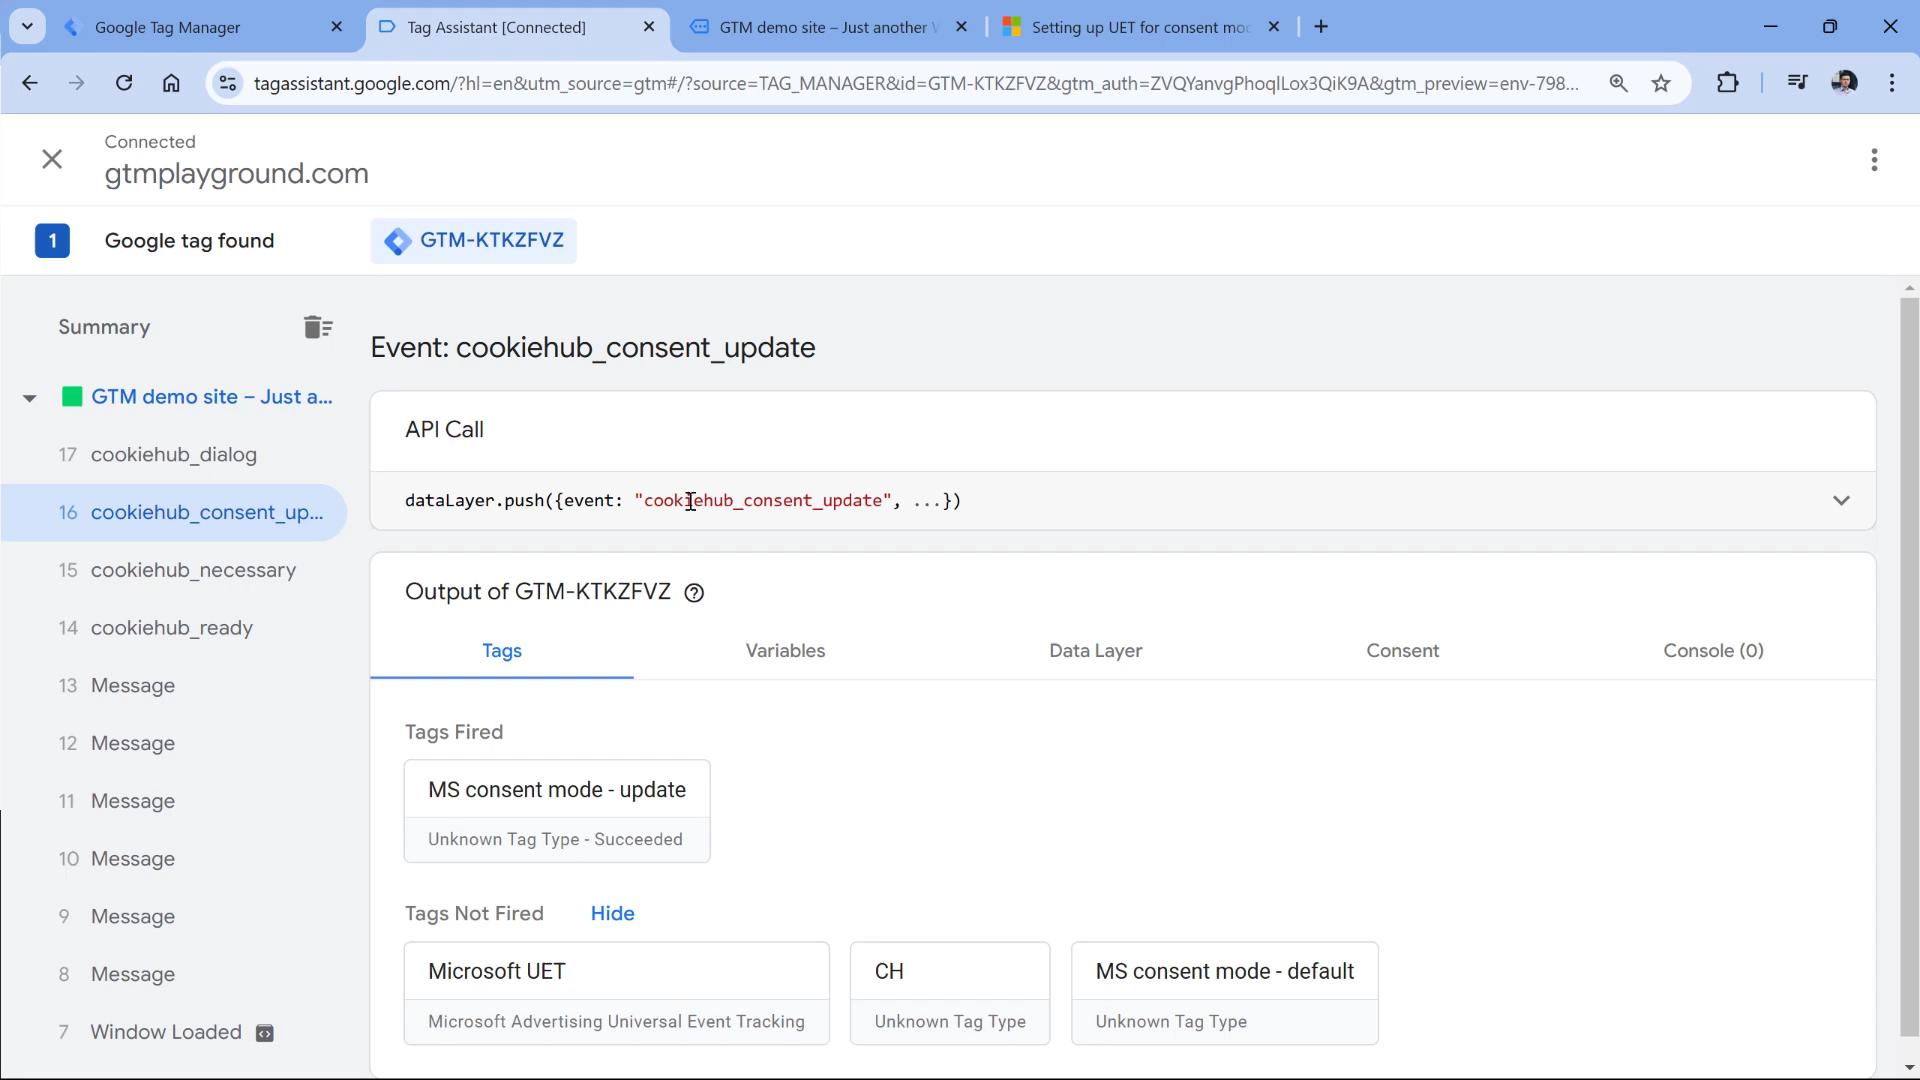 Google Tag Manager
Tag Assistant [Connected]
GTM demo site – Just another
Setting up UET for consent mo
tagassistant.google.com/?hl=en&utm_source=gtm#/?source=TAG_MANAGER&id=GTM-KTKZFVZ&gtm_auth=ZVQYanvgPhoqlLox3QiK9A&gtm_preview=env-798...
Connected
gtmplayground.com
1
Google tag found
GTM-KTKZFVZ
Summary
GTM demo site – Just a...
17 cookiehub_dialog
16 cookiehub_consent_up...
15 cookiehub_necessary
14 cookiehub_ready
13 Message
12 Message
11 Message
10 Message
9 Message
8 Message
7 Window Loaded
Event: cookiehub_consent_update
API Call
dataLayer.push({event: "cookiehub_consent_update", ...})
Output of GTM-KTKZFVZ
Tags
Variables
Data Layer
Consent
Console (0)
Tags Fired
MS consent mode - update
Unknown Tag Type - Succeeded
Tags Not Fired
Hide
Microsoft UET
Microsoft Advertising Universal Event Tracking
CH
Unknown Tag Type
MS consent mode - default
Unknown Tag Type